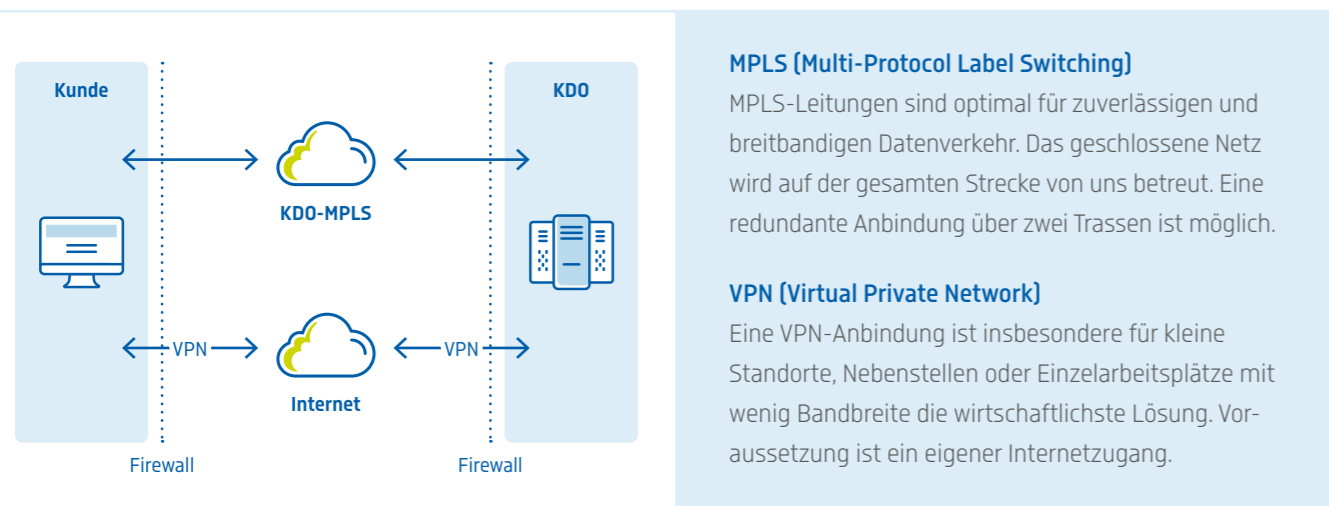 Kunde
KDO
KDO-MPLS
VPN
VPN
Internet
Firewall
Firewall
MPLS (Multi-Protocol Label Switching)
MPLS-Leitungen sind optimal für zuverlässigen und
breitbandigen Datenverkehr. Das geschlossene Netz
wird auf der gesamten Strecke von uns betreut. Eine
redundante Anbindung über zwei Trassen ist möglich.
VPN (Virtual Private Network)
Eine VPN-Anbindung ist insbesondere für kleine
Standorte, Nebenstellen oder Einzelarbeitsplätze mit
wenig Bandbreite die wirtschaftlichste Lösung. Vor-
aussetzung ist ein eigener Internetzugang.